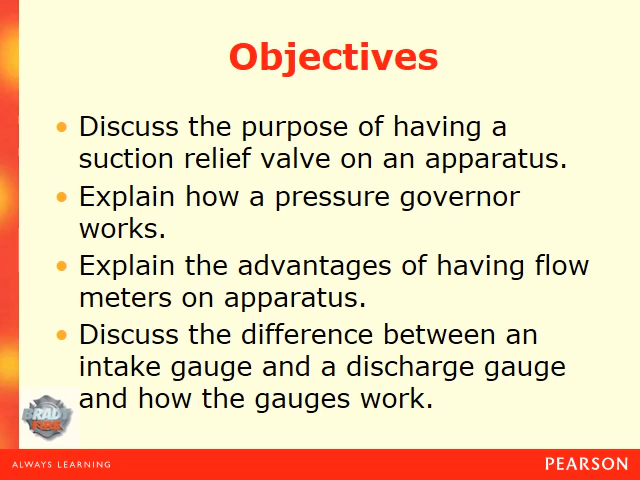 Objectives
• Discuss the purpose of having a
suction relief valve on an apparatus.
• Explain how a pressure governor
works.
• Explain the advantages of having flow
meters on apparatus.
• Discuss the difference between an
intake gauge and a discharge gauge
and how the gauges work.
BRADY
FIRE
ALWAYS LEARNING
PEARSON